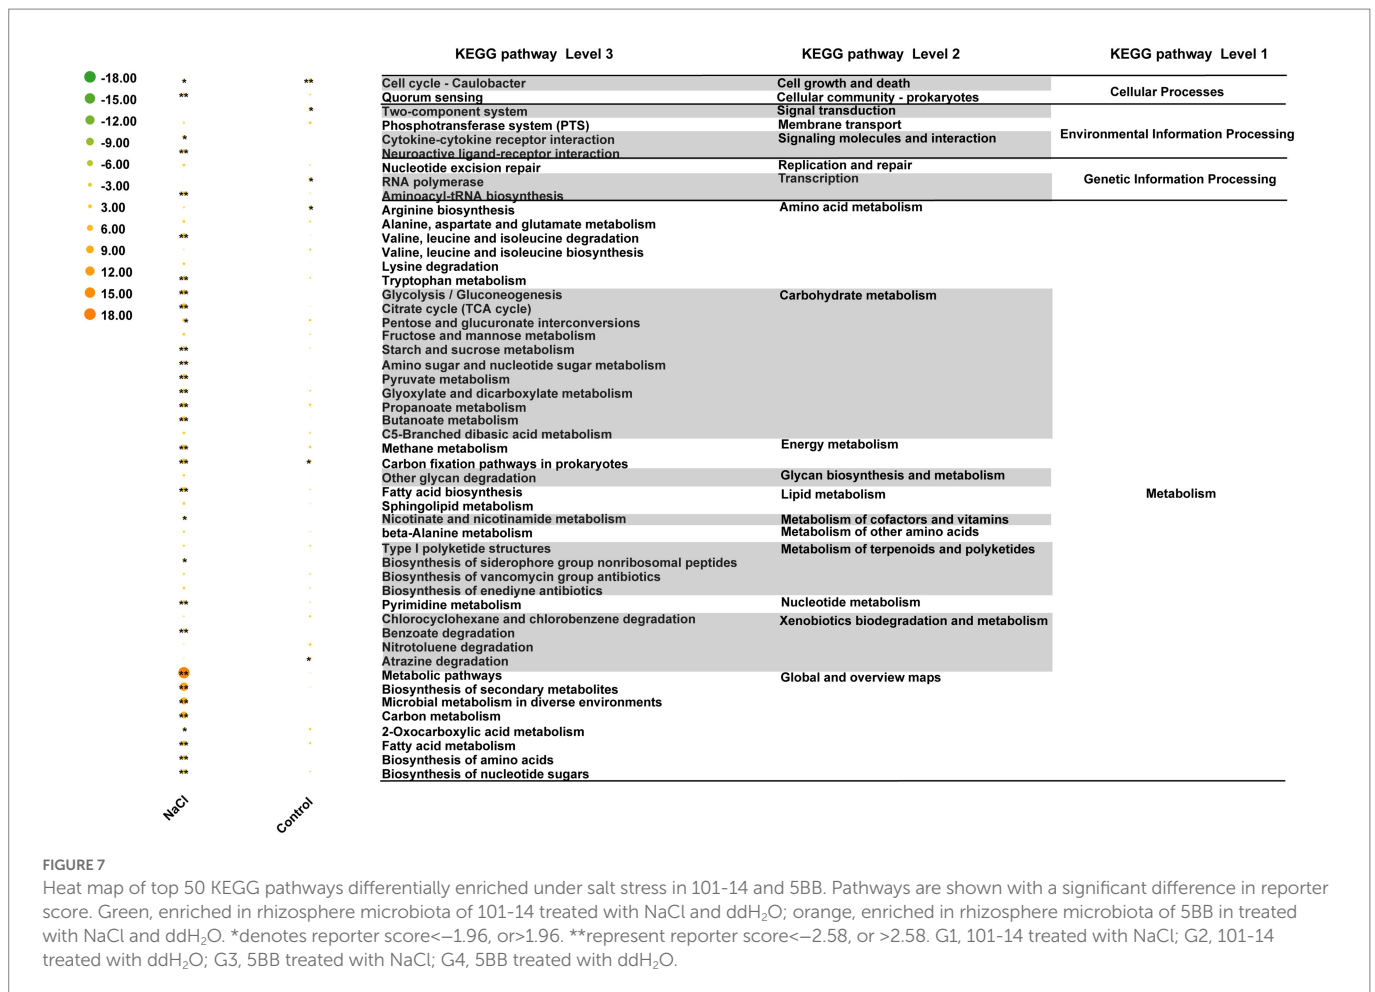 KEGG pathway Level 3 KEGG pathway Level 2 KEGG pathway Level 1
-18.00
-15.00
-12.00
-9.00
-6.00
-3.00
3.00
6.00
9.00
12.00
15.00
18.00
* ** Cell cycle - Caulobacter Cell growth and death
Cellular Processes
** Quorum sensing Cellular community - prokaryotes
* Two-component system Signal transduction
Phosphotransferase system (PTS) Membrane transport
Environmental Information Processing
* Cytokine-cytokine receptor interaction Signaling molecules and interaction
** Neuroactive ligand-receptor interaction
Nucleotide excision repair Replication and repair
* RNA polymerase Transcription Genetic Information Processing
** Aminoacyl-tRNA biosynthesis
* Arginine biosynthesis Amino acid metabolism
Alanine, aspartate and glutamate metabolism
** Valine, leucine and isoleucine degradation
Valine, leucine and isoleucine biosynthesis
Lysine degradation
** Tryptophan metabolism
** Glycolysis / Gluconeogenesis Carbohydrate metabolism
** Citrate cycle (TCA cycle)
* Pentose and glucuronate interconversions
Fructose and mannose metabolism
** Starch and sucrose metabolism
** Amino sugar and nucleotide sugar metabolism
** Pyruvate metabolism
** Glyoxylate and dicarboxylate metabolism
** Propanoate metabolism
** Butanoate metabolism
C5-Branched dibasic acid metabolism
** Methane metabolism Energy metabolism
** * Carbon fixation pathways in prokaryotes
Other glycan degradation Glycan biosynthesis and metabolism
** Fatty acid biosynthesis Lipid metabolism Metabolism
Sphingolipid metabolism
* Nicotinate and nicotinamide metabolism Metabolism of cofactors and vitamins
beta-Alanine metabolism Metabolism of other amino acids
Type I polyketide structures Metabolism of terpenoids and polyketides
* Biosynthesis of siderophore group nonribosomal peptides
Biosynthesis of vancomycin group antibiotics
Biosynthesis of enediyne antibiotics
** Pyrimidine metabolism Nucleotide metabolism
Chlorocyclohexane and chlorobenzene degradation Xenobiotics biodegradation and metabolism
** Benzoate degradation
Nitrotoluene degradation
* Atrazine degradation
** Metabolic pathways Global and overview maps
** Biosynthesis of secondary metabolites
** Microbial metabolism in diverse environments
** Carbon metabolism
* 2-Oxocarboxylic acid metabolism
** Fatty acid metabolism
** Biosynthesis of amino acids
** Biosynthesis of nucleotide sugars
NaCl Control
FIGURE 7
Heat map of top 50 KEGG pathways differentially enriched under salt stress in 101-14 and 5BB. Pathways are shown with a significant difference in reporter
score. Green, enriched in rhizosphere microbiota of 101-14 treated with NaCl and ddH₂O; orange, enriched in rhizosphere microbiota of 5BB in treated
with NaCl and ddH₂O. *denotes reporter score<−1.96, or>1.96. **represent reporter score<−2.58, or >2.58. G1, 101-14 treated with NaCl; G2, 101-14
treated with ddH₂O; G3, 5BB treated with NaCl; G4, 5BB treated with ddH₂O.